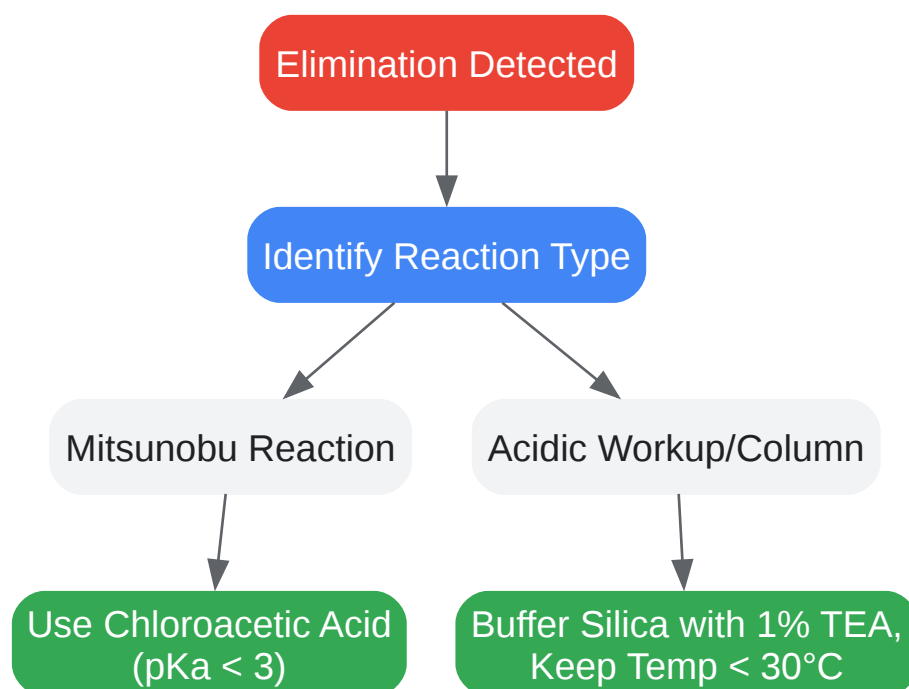 Elimination Detected
Identify Reaction Type
Mitsunobu Reaction
Acidic Workup/Column
Use Chloroacetic Acid
(pKa < 3)
Buffer Silica with 1% TEA,
Keep Temp < 30°C